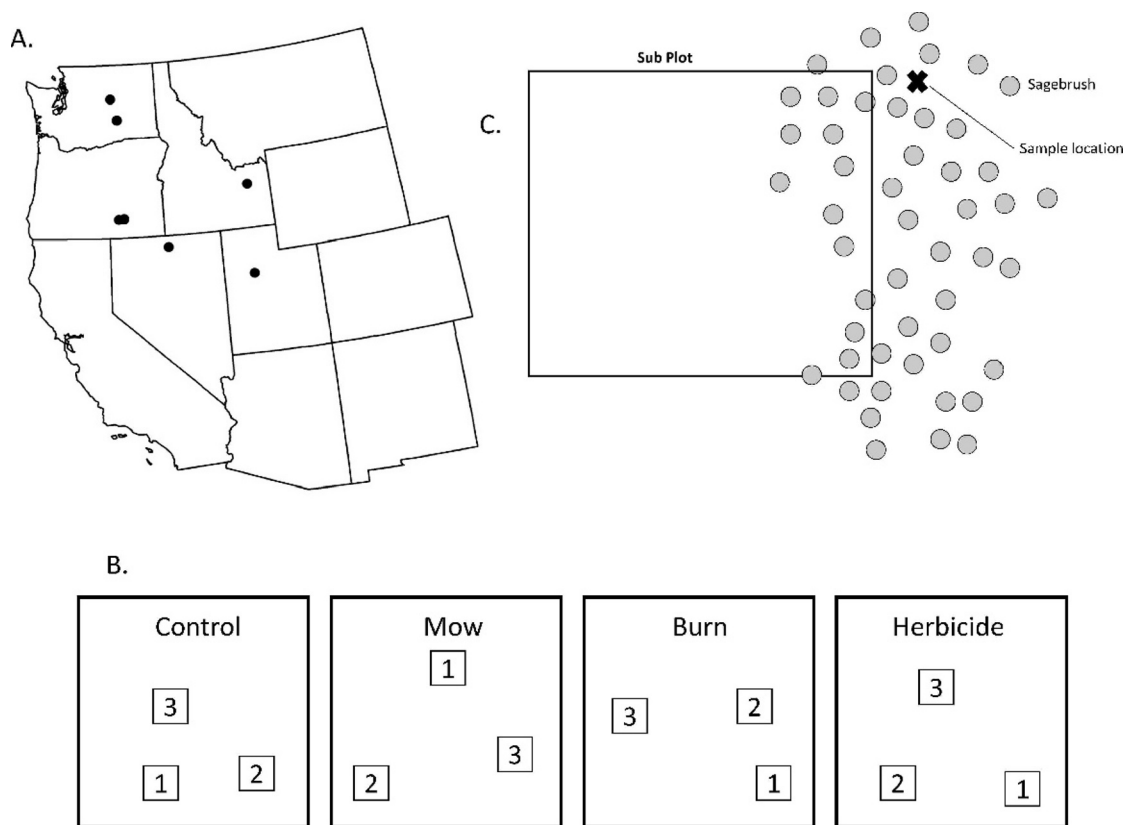 A.
Sub Plot
Sagebrush
C.
Sample location
B.
Control
Mow
Burn
Herbicide
3
1
2
1
3
2
3
2
1
3
2
1